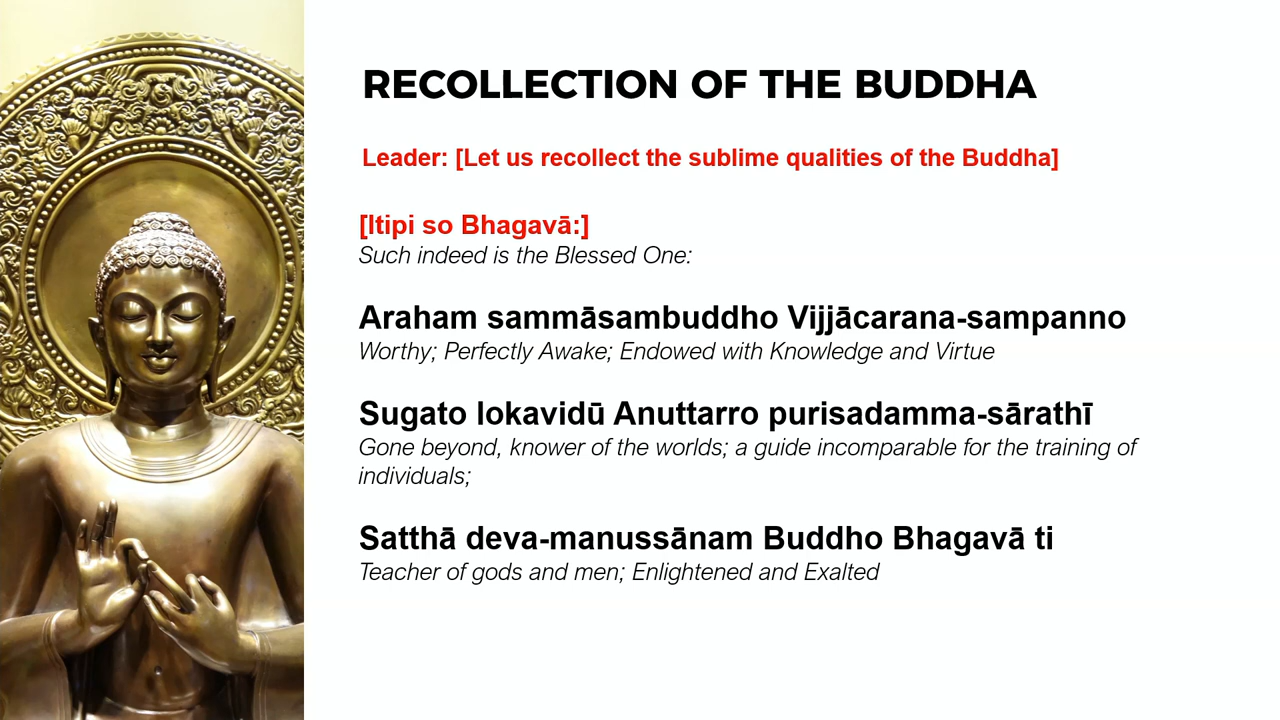 RECOLLECTION OF THE BUDDHA
Leader: [Let us recollect the sublime qualities of the Buddha]
[Itipi so Bhagavā:]
Such indeed is the Blessed One:
Araham sammāsambuddho Vijjācarana-sampanno
Worthy; Perfectly Awake; Endowed with Knowledge and Virtue
Sugato lokavidū Anuttarro purisadamma-sārathī
Gone beyond, knower of the worlds; a guide incomparable for the training of
individuals;
Satthā deva-manussānam Buddho Bhagavā ti
Teacher of gods and men; Enlightened and Exalted